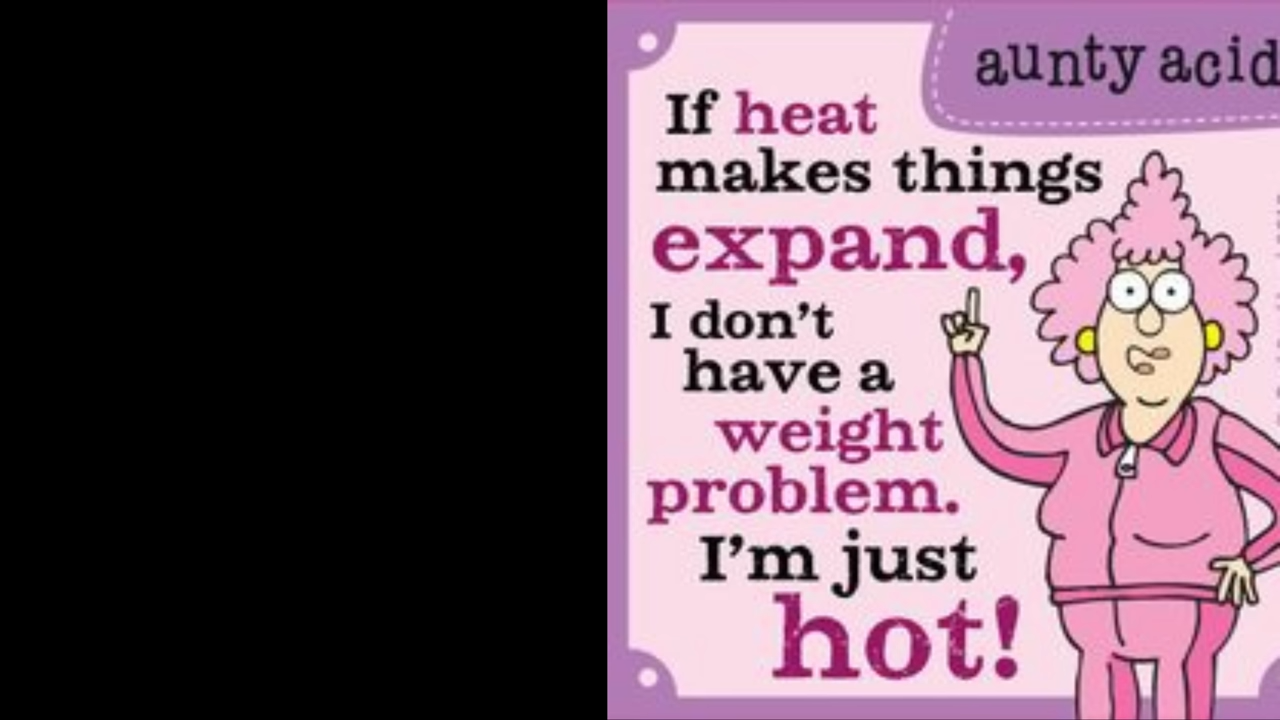 aunty acid
If heat
makes things
expand,
I don't
have a
weight
problem.
I'm just
hot!